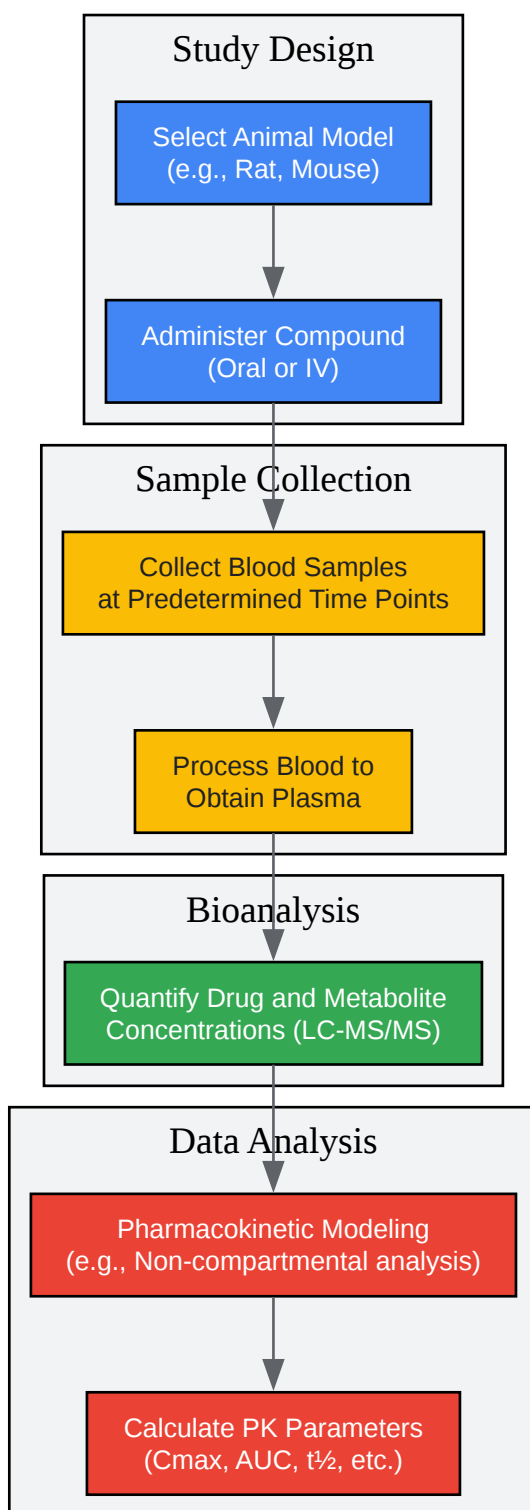 Study Design
Select Animal Model
(e.g., Rat, Mouse)
Administer Compound
(Oral or IV)
Sample Collection
Collect Blood Samples
at Predetermined Time Points
Process Blood to
Obtain Plasma
Bioanalysis
Quantify Drug and Metabolite
Concentrations (LC-MS/MS)
Data Analysis
Pharmacokinetic Modeling
(e.g., Non-compartmental analysis)
Calculate PK Parameters
(Cmax, AUC, t½, etc.)